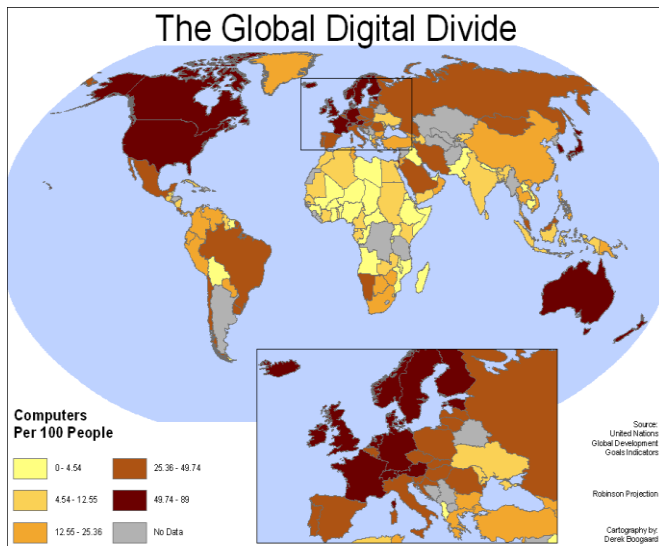 The Global Digital Divide
Computers
Per 100 People
0 - 4.54
4.54 - 12.55
12.55 - 25.36
25.36 - 49.74
49.74 - 89
No Data
Source:
United Nations
Global Development
Goals Indicators
Robinson Projection
Cartography by:
Derek Boogaard